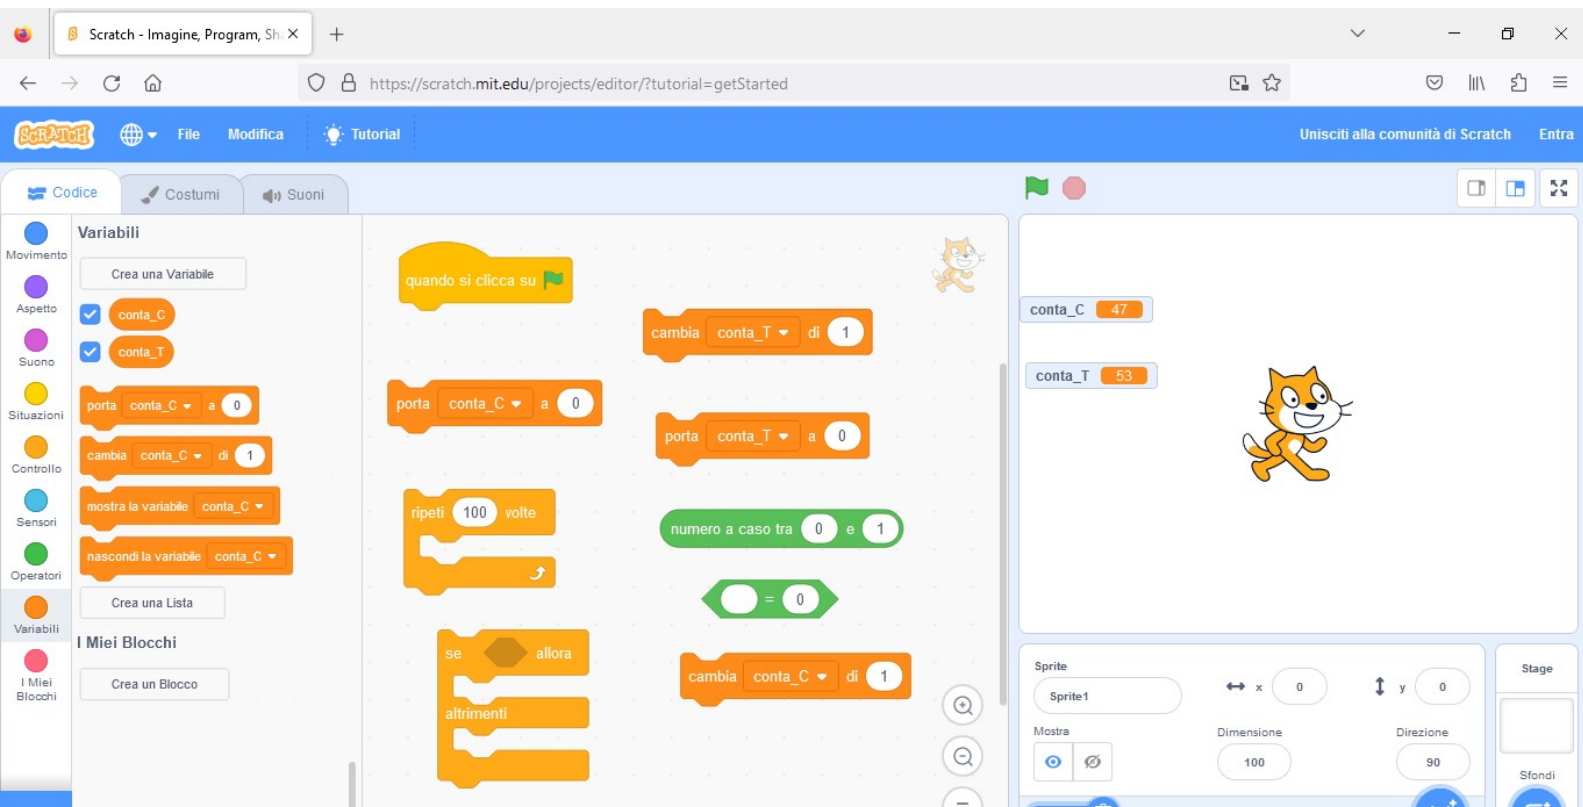 Scratch - Imagine, Program, Sh
https://scratch.mit.edu/projects/editor/?tutorial=getStarted
SCRATCH File Modifica Tutorial Unisciti alla comunità di Scratch Entra
Codice Costumi Suoni
Movimento
Aspetto
Suono
Situazioni
Controllo
Sensori
Operatori
Variabili
I Miei
Blocchi
Variabili
Crea una Variabile
conta_C
conta_T
porta conta_C a 0
cambia conta_C di 1
mostra la variabile conta_C
nascondi la variabile conta_C
Crea una Lista
I Miei Blocchi
Crea un Blocco
quando si clicca su
porta conta_C a 0
ripeti 100 volte
se allora
altrimenti
cambia conta_T di 1
porta conta_T a 0
numero a caso tra 0 e 1
= 0
cambia conta_C di 1
conta_C 47
conta_T 53
Sprite
Sprite1
x 0
y 0
Mostra
Dimensione
100
Direzione
90
Stage
Sfondi